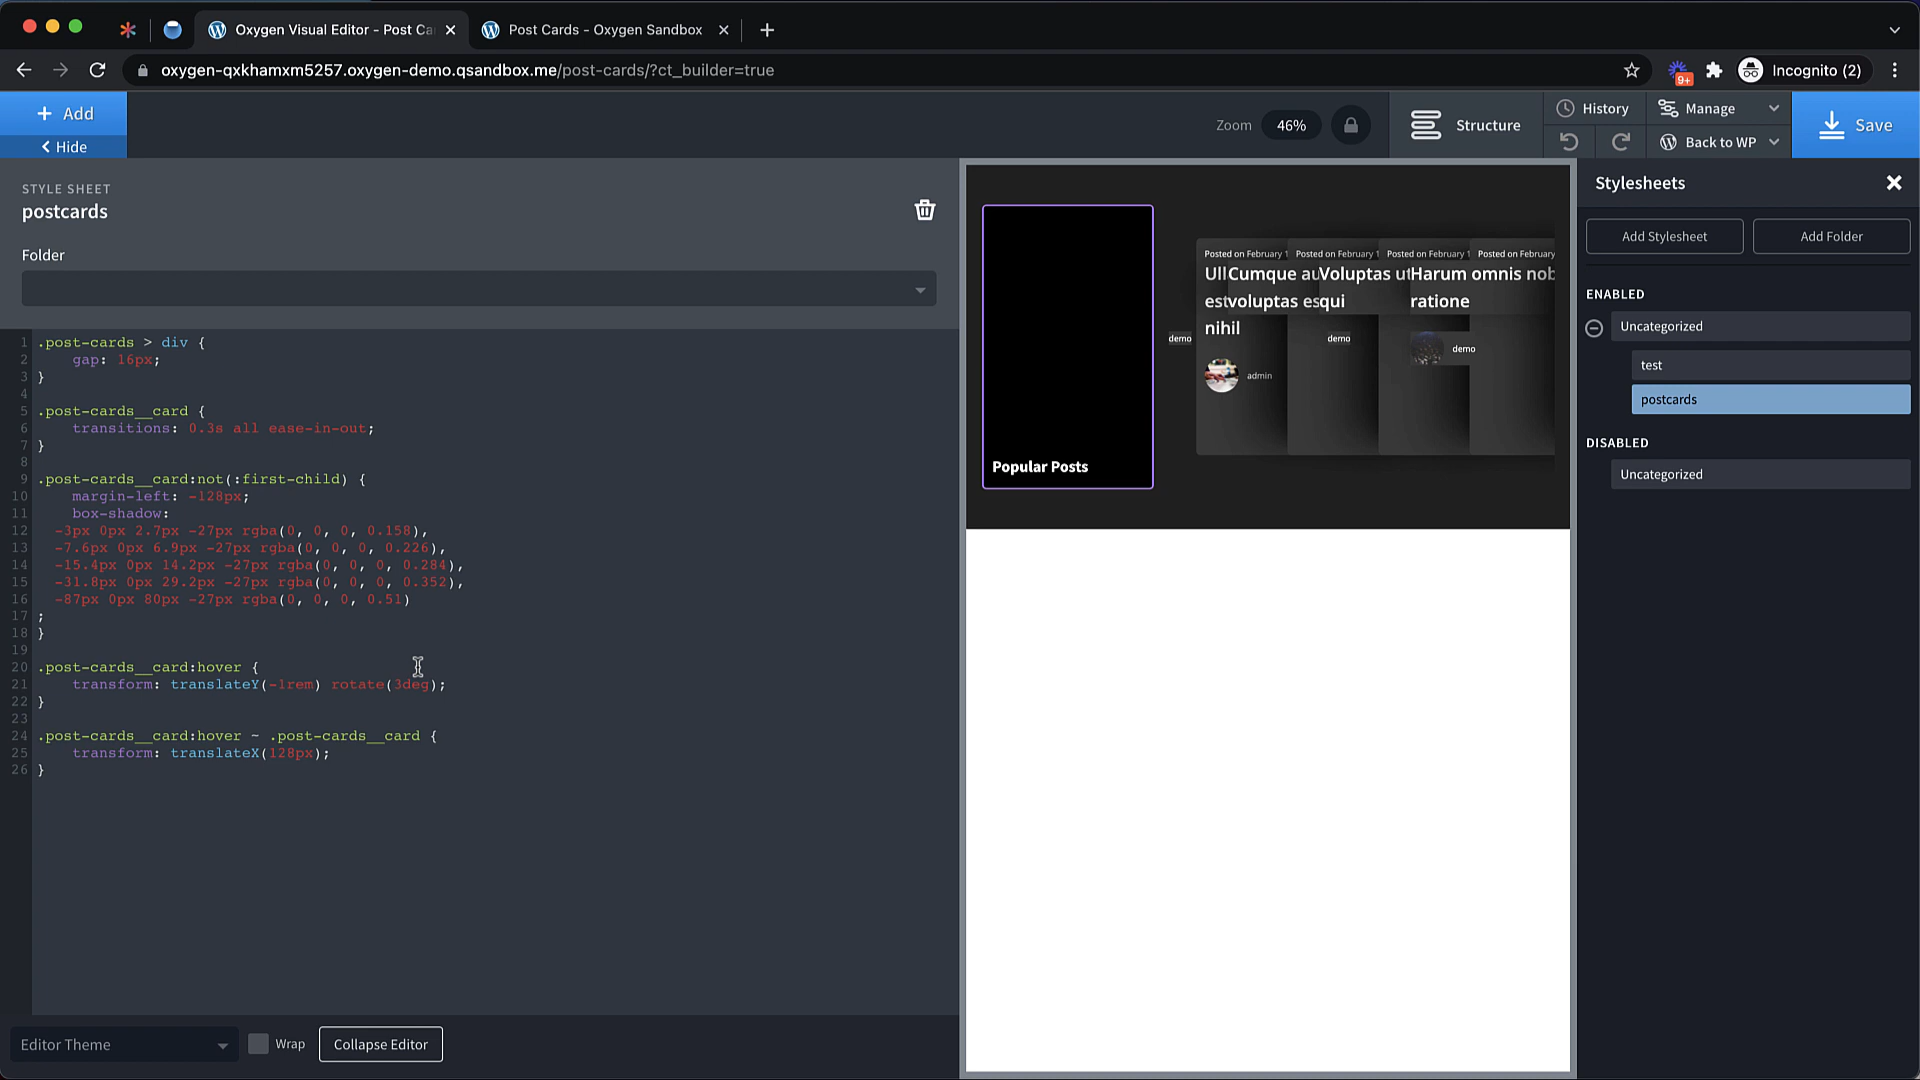 Oxygen Visual Editor - Post Ca
Post Cards - Oxygen Sandbox
oxygen-qxkhamxm5257.oxygen-demo.qsandbox.me/post-cards/?ct_builder=true
9+
Incognito (2)
+ Add
Hide
Zoom
46%
Structure
History
Manage
Back to WP
Save
STYLE SHEET
postcards
Folder
1 .post-cards > div {
2 gap: 16px;
3 }
4
5 .post-cards__card {
6 transitions: 0.3s all ease-in-out;
7 }
8
9 .post-cards__card:not(:first-child) {
10 margin-left: -128px;
11 box-shadow:
12 -3px 0px 2.7px -27px rgba(0, 0, 0, 0.158),
13 -7.6px 0px 6.9px -27px rgba(0, 0, 0, 0.226),
14 -15.4px 0px 14.2px -27px rgba(0, 0, 0, 0.284),
15 -31.8px 0px 29.2px -27px rgba(0, 0, 0, 0.352),
16 -87px 0px 80px -27px rgba(0, 0, 0, 0.51)
17 ;
18 }
19
20 .post-cards__card:hover {
21 transform: translateY(-1rem) rotate(3deg);
22 }
23
24 .post-cards__card:hover ~ .post-cards__card {
25 transform: translateX(128px);
26 }
Editor Theme
Wrap
Collapse Editor
Popular Posts
Posted on February 1 Posted on February 1 Posted on February 1 Posted on February
Ull Cumque au Voluptas ut Harum omnis nob
est voluptas es qui ratione
nihil
demo
demo
demo
admin
Stylesheets
Add Stylesheet
Add Folder
ENABLED
Uncategorized
test
postcards
DISABLED
Uncategorized